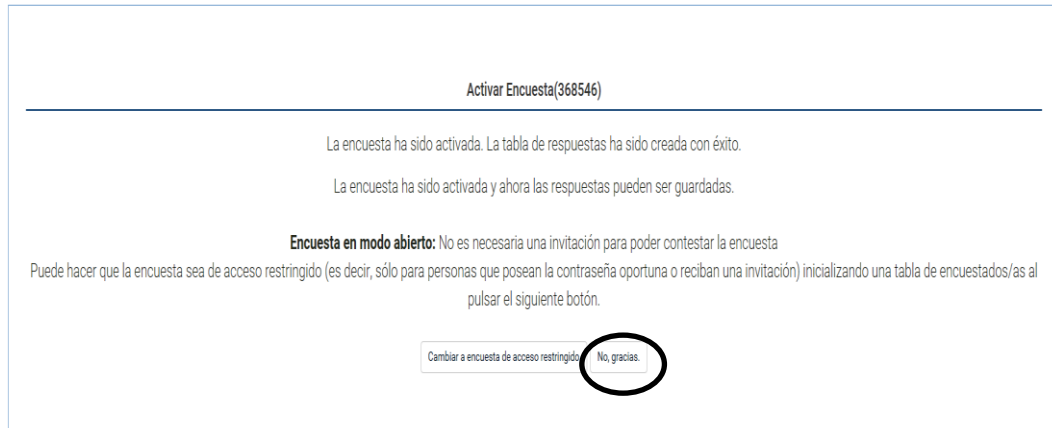 Activar Encuesta(368546)
La encuesta ha sido activada. La tabla de respuestas ha sido creada con éxito.
La encuesta ha sido activada y ahora las respuestas pueden ser guardadas.
Encuesta en modo abierto: No es necesaria una invitación para poder contestar la encuesta
Puede hacer que la encuesta sea de acceso restringido (es decir, sólo para personas que posean la contraseña oportuna o reciban una invitación) inicializando una tabla de encuestados/as al
pulsar el siguiente botón.
Cambiar a encuesta de acceso restringido No, gracias.